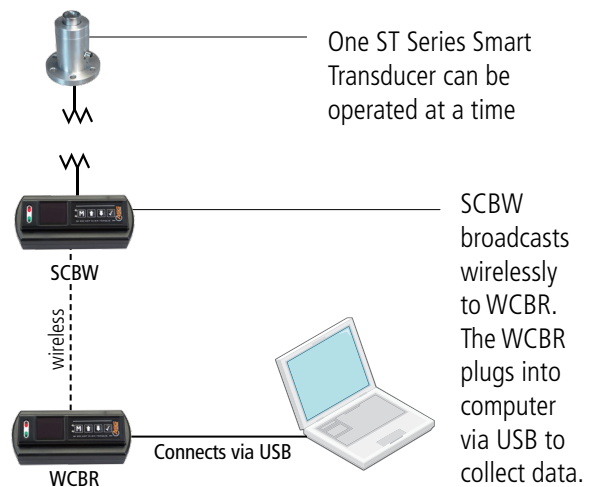 One ST Series Smart
Transducer can be
operated at a time
SCBW
SCBW
broadcasts
wirelessly
to WCBR.
The WCBR
plugs into
computer
via USB to
collect data.
wireless
Connects via USB
WCBR